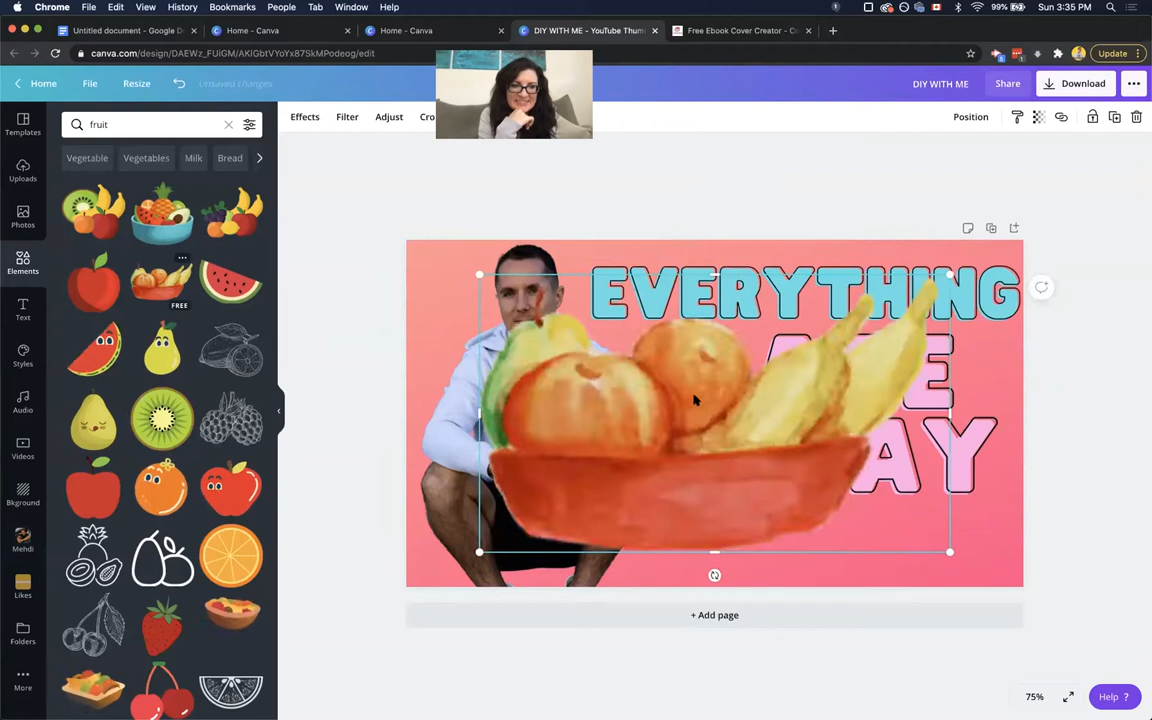 Chrome File Edit View History Bookmarks People Tab Window Help
99% Sun 3:35 PM
Untitled document - Google D
Home - Canva
Home - Canva
DIY WITH ME - YouTube Thum
Free Ebook Cover Creator - C
canva.com/design/DAEWz_FUiGM/AKIGbtVYoYx87SkMPodeog/edit
Update
Home File Resize Unsaved changes
DIY WITH ME Share Download
fruit
Effects Filter Adjust Cro
Position
Templates
Uploads
Photos
Elements
Text
Styles
Audio
Videos
Bkground
Mehdi
Likes
Folders
More
Vegetable Vegetables Milk Bread
FREE
EVERYTHING
E
AY
+ Add page
75%
Help ?